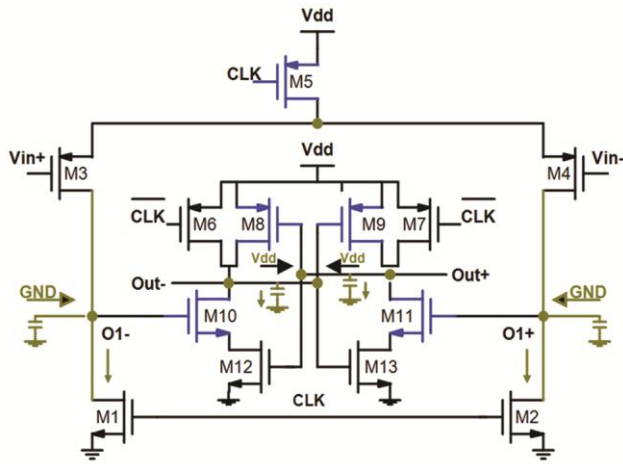 Vdd
CLK
M5
Vin+
M3
Vdd
M4
Vin-
CLK
M6
M8
M9
M7
CLK
Vdd
Vdd
Out-
Out+
GND
GND
M10
M11
O1-
O1+
M12
M13
CLK
M1
M2